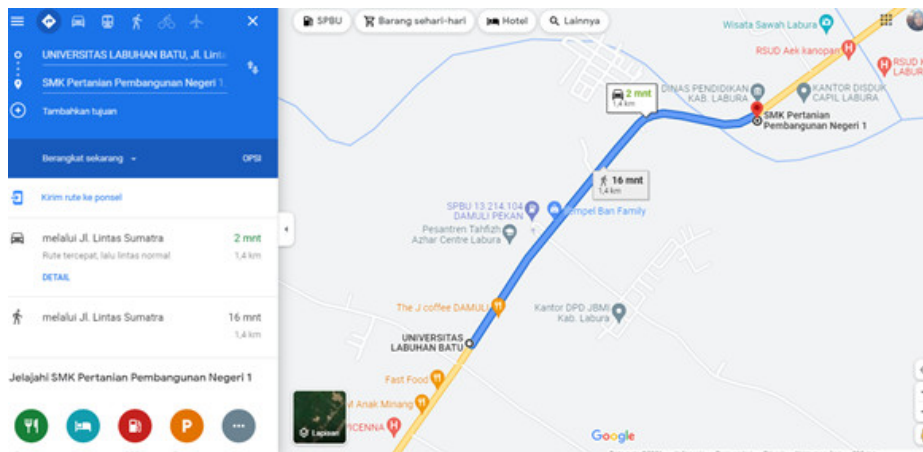 UNIVERSITAS LABUHAN BATU, JL. Lint
SMK Pertanian Pembangunan Negeri 1
Tambahkan tujuan
Berangkat sekarang
OPSI
Kirim rute ke ponsel
melalui Jl. Lintas Sumatra
2 mnt
Rute tercepat, lalu lintas normal
1,4 km
DETAIL
melalui Jl. Lintas Sumatra
16 mnt
1,4 km
Jelajahi SMK Pertanian Pembangunan Negeri 1
P
SPBU
Barang sehari-hari
Hotel
Lainnya
Wisata Sawah Labura
RSUD Aek kanopan
H
H
RSUD
LABUR
2 mnt
1,4 km
DINAS PENDIDIKAN
KAB. LABURA
KANTOR DISDUK
CAPIL LABURA
SMK Pertanian
Pembangunan Negeri 1
16 mnt
1,4 km
SPBU 13.214.104
DAMULI PEKAN
empel Ban Family
Pesantren Tahfizh
Azhar Centre Labura
The J coffee DAMULI
Kantor DPD JBMI
Kab. Labura
UNIVERSITAS
LABUHAN BATU
Fast Food
M Anak Minang
ICENNA
H
Lapisan
Google